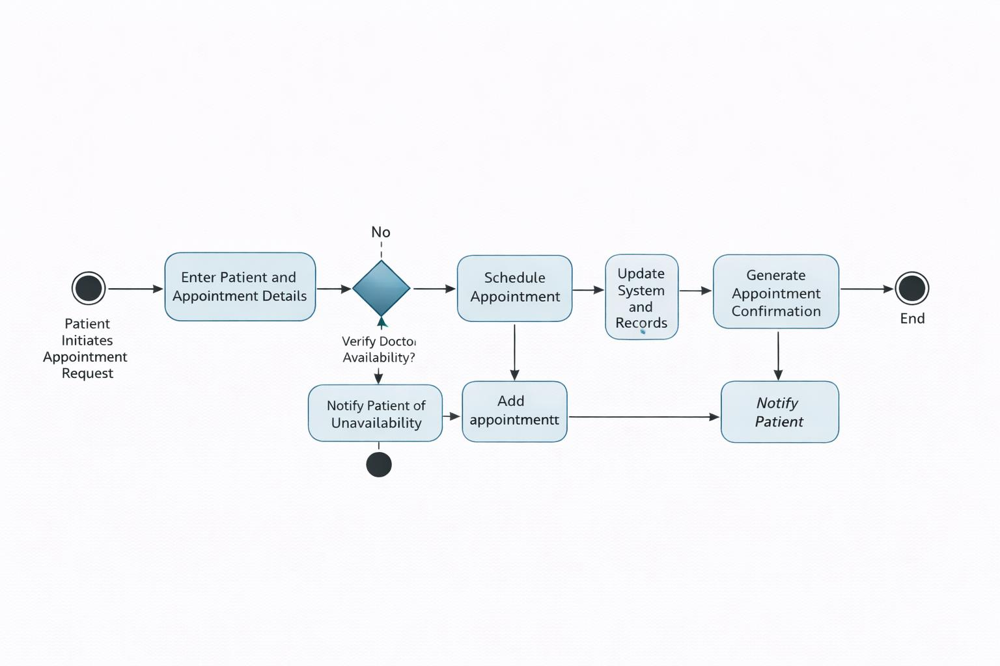 No
Patient
Initiates
Appointment
Request
Enter Patient and
Appointment Details
Verify Doctor
Availability?
Schedule
Appointment
Update
System
and
Records
Generate
Appointment
Confirmation
End
Notify Patient of
Unavailability
Add
appointmentt
Notify
Patient